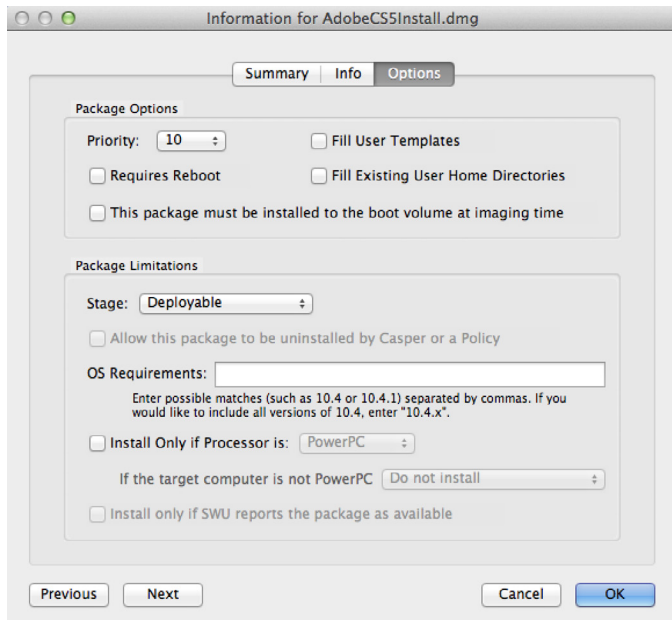 Information for AdobeCS5Install.dmg
Summary Info Options
Package Options
Priority: 10 Fill User Templates
Requires Reboot Fill Existing User Home Directories
This package must be installed to the boot volume at imaging time
Package Limitations
Stage: Deployable
Allow this package to be uninstalled by Casper or a Policy
OS Requirements:
Enter possible matches (such as 10.4 or 10.4.1) separated by commas. If you
would like to include all versions of 10.4, enter "10.4.x".
Install Only if Processor is: PowerPC
If the target computer is not PowerPC Do not install
Install only if SWU reports the package as available
Previous Next Cancel OK